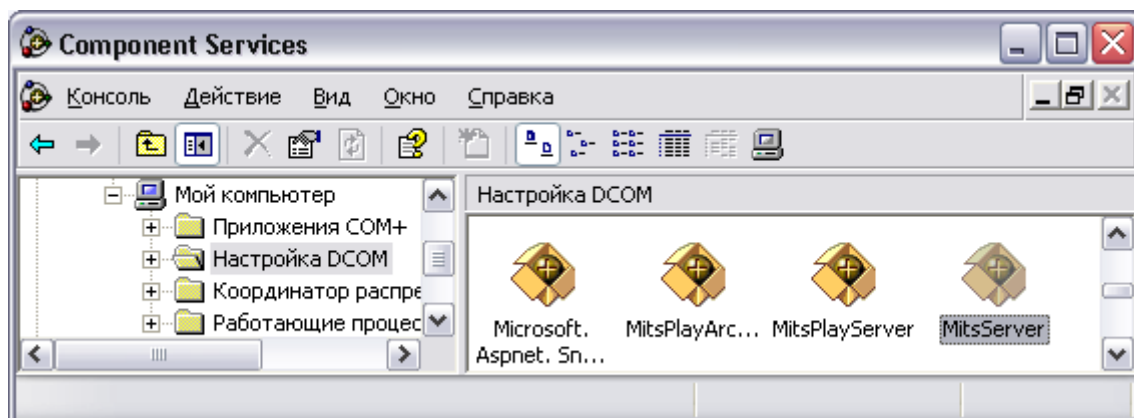 Component Services
Консоль Действие Вид Окно Справка
Мой компьютер
Приложения COM+
Настройка DCOM
Координатор распре
Работающие процес
Настройка DCOM
Microsoft.
Aspnet. Sn...
MitsPlayArc...
MitsPlayServer
MitsServer